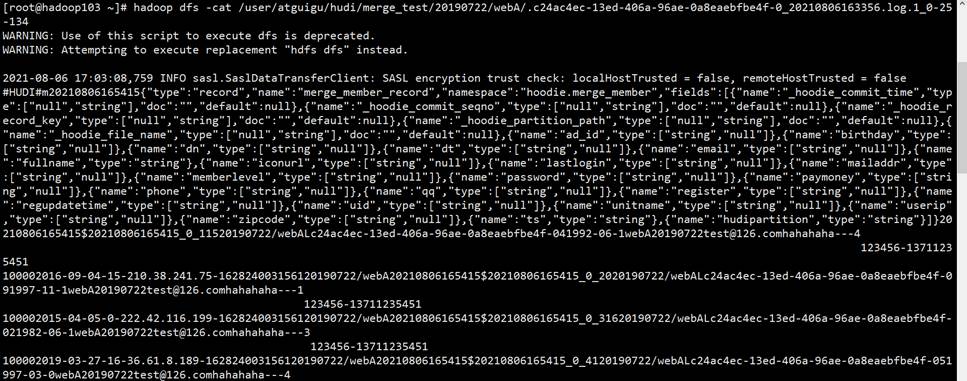 [root@hadoop103 ~]# hadoop dfs -cat /user/atguigu/hudi/merge_test/20190722/webA/.c24ac4ec-13ed-406a-96ae-0a8eaebfbe4f-0_20210806163356.log.1_0-25
-134
WARNING: Use of this script to execute dfs is deprecated.
WARNING: Attempting to execute replacement "hdfs dfs" instead.
2021-08-06 17:03:08,759 INFO sasl.SaslDataTransferClient: SASL encryption trust check: localHostTrusted = false, remoteHostTrusted = false
#HUDI#m20210806165415{"type":"record","name":"merge_member_record","namespace":"hoodie.merge_member","fields":[{"name":"_hoodie_commit_time","typ
e":["null","string"],"doc":"","default":null},{"name":"_hoodie_commit_seqno","type":["null","string"],"doc":"","default":null},{"name":"_hoodie_r
ecord_key","type":["null","string"],"doc":"","default":null},{"name":"_hoodie_partition_path","type":["null","string"],"doc":"","default":null},{
"name":"_hoodie_file_name","type":["null","string"],"doc":"","default":null},{"name":"ad_id","type":["string","null"]},{"name":"birthday","type":
["string","null"]},{"name":"dn","type":["string","null"]},{"name":"dt","type":["string","null"]},{"name":"email","type":["string","null"]},{"name
":"fullname","type":"string"},{"name":"iconurl","type":["string","null"]},{"name":"lastlogin","type":["string","null"]},{"name":"mailaddr","type"
:["string","null"]},{"name":"memberlevel","type":["string","null"]},{"name":"password","type":["string","null"]},{"name":"paymoney","type":["stri
ng","null"]},{"name":"phone","type":["string","null"]},{"name":"qq","type":["string","null"]},{"name":"register","type":["string","null"]},{"name
":"regupdatetime","type":["string","null"]},{"name":"uid","type":["string","null"]},{"name":"unitname","type":["string","null"]},{"name":"userip"
,"type":["string","null"]},{"name":"zipcode","type":["string","null"]},{"name":"ts","type":"string"},{"name":"hudipartition","type":"string"}]}20
210806165415$20210806165415_0_11520190722/webALc24ac4ec-13ed-406a-96ae-0a8eaebfbe4f-041992-06-1webA20190722test@126.comhahahaha---4
123456-1371123
5451
100002016-09-04-15-210.38.241.75-162824003156120190722/webA20210806165415$20210806165415_0_2020190722/webALc24ac4ec-13ed-406a-96ae-0a8eaebfbe4f-0
91997-11-1webA20190722test@126.comhahahaha---1
123456-13711235451
100002015-04-05-0-222.42.116.199-162824003156120190722/webA20210806165415$20210806165415_0_31620190722/webALc24ac4ec-13ed-406a-96ae-0a8eaebfbe4f-
021982-06-1webA20190722test@126.comhahahaha---3
123456-13711235451
100002019-03-27-16-36.61.8.189-162824003156120190722/webA20210806165415$20210806165415_0_4120190722/webALc24ac4ec-13ed-406a-96ae-0a8eaebfbe4f-051
997-03-0webA20190722test@126.comhahahaha---4